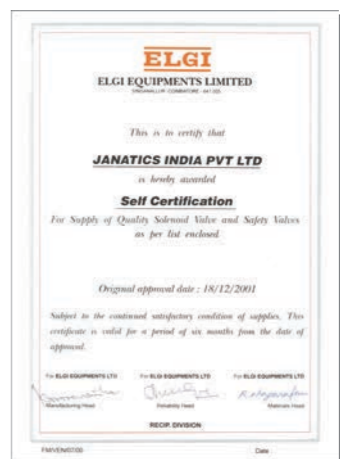 ELGI
ELGI EQUIPMENTS LIMITED
SINGANALLUR, COIMBATORE - 641 005
This is to certify that
JANATICS INDIA PVT LTD
is hereby awarded
Self Certification
For Supply of Quality Solenoid Valve and Safety Valves
as per list enclosed
Original approval date : 18/12/2001
Subject to the continued satisfactory condition of supplies. This
certificate is valid for a period of six months from the date of
approval.
For ELGI EQUIPMENTS LTD For ELGI EQUIPMENTS LTD For ELGI EQUIPMENTS LTD
Manufacturing Head Reliability Head Materials Head
RECIP. DIVISION
Date :